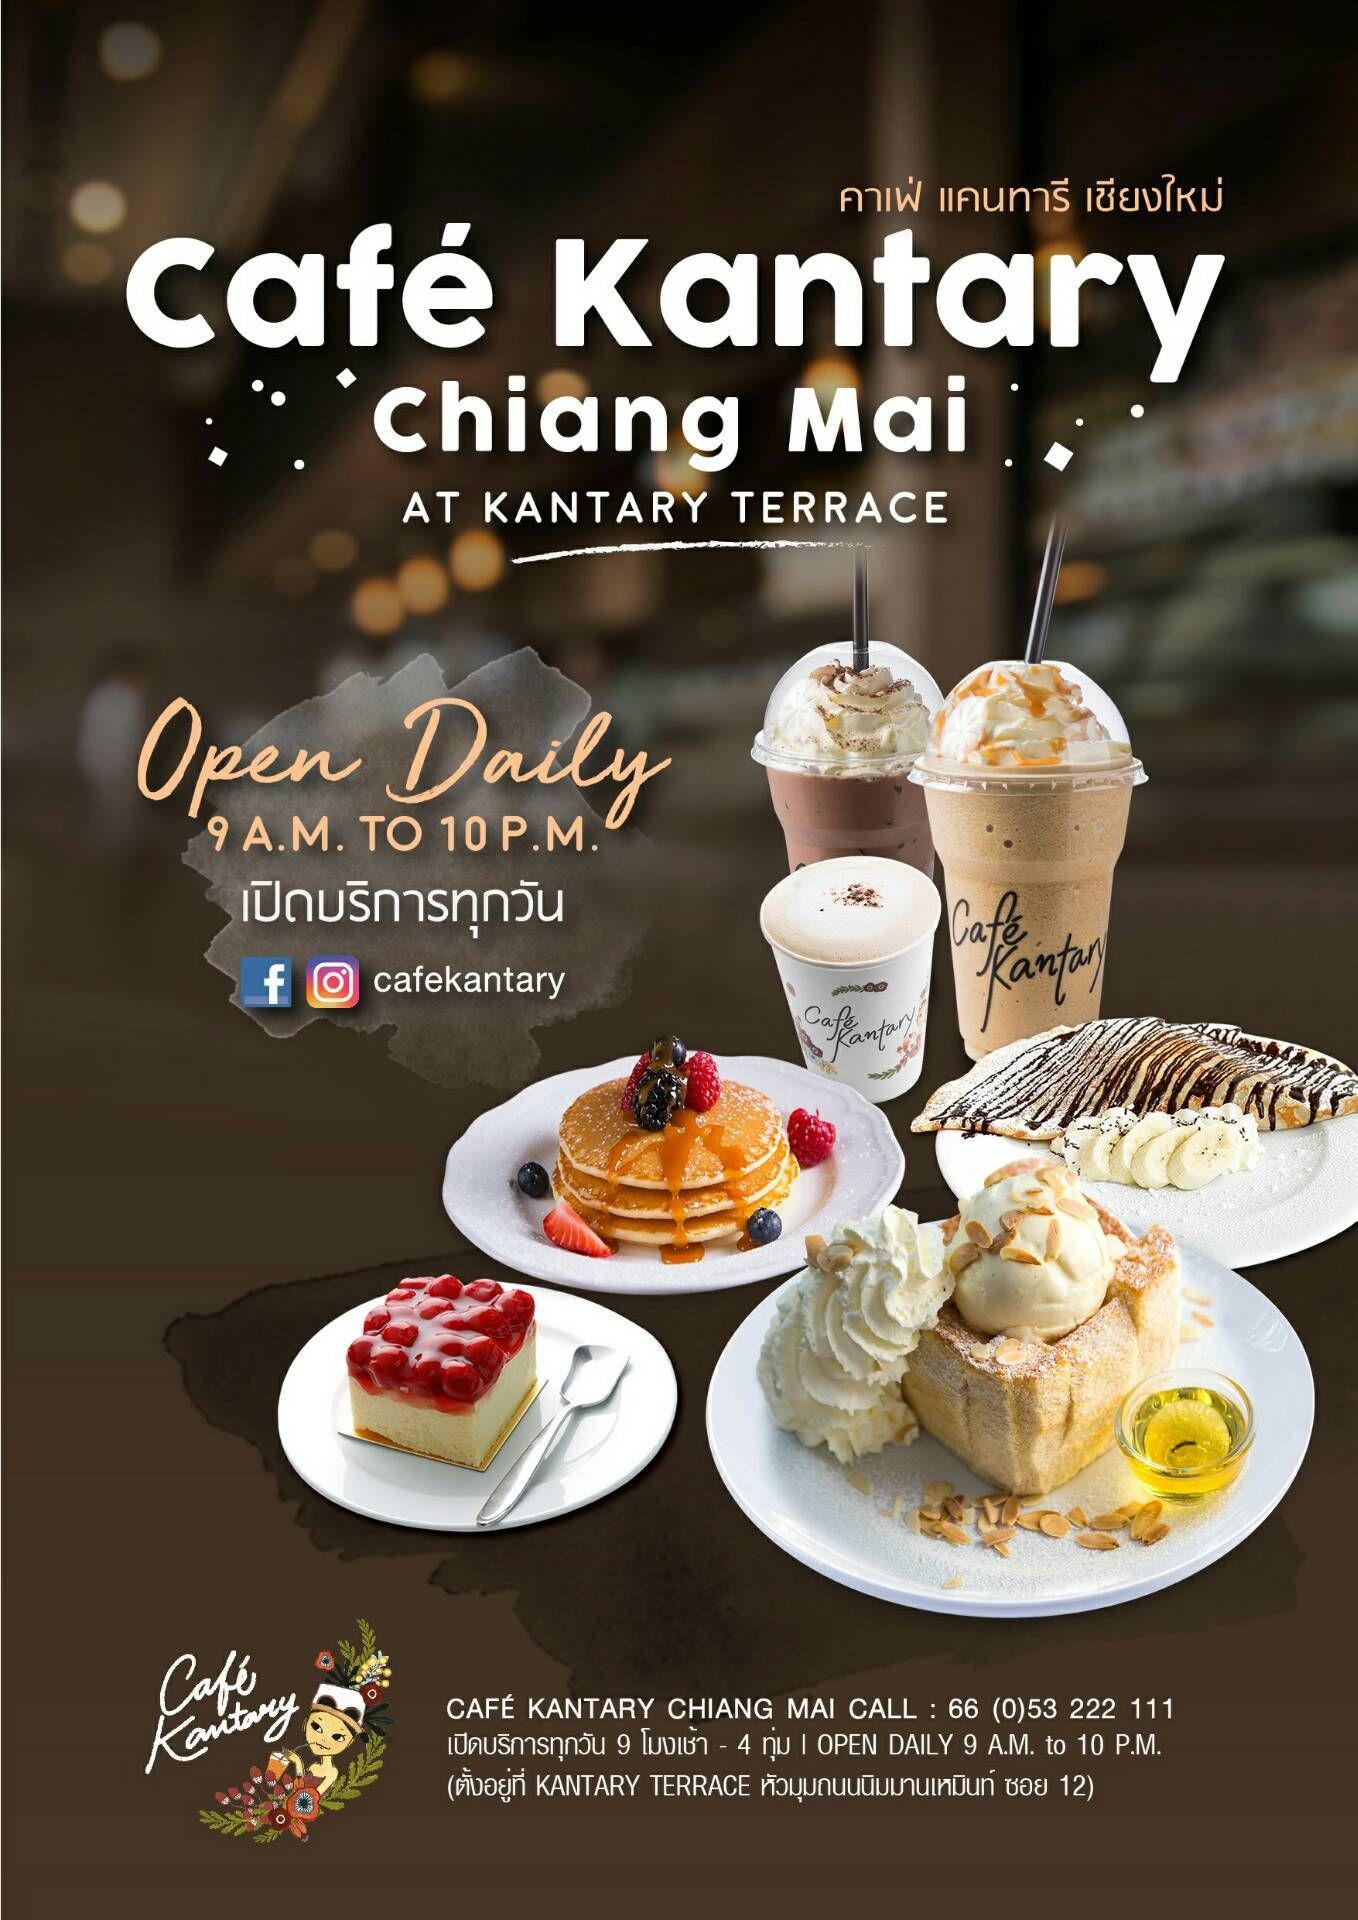 คาเฟ่ แคนทารี เชียงใหม่
Café Kantary
Chiang Mai
AT KANTARY TERRACE
Open Daily
9 A.M. TO 10 P.M.
เปิดบริการทุกวัน
cafekantary
Café
Kantary
Café
Kantary
Café
Kantary
CAFÉ KANTARY CHIANG MAI CALL : 66 (0)53 222 111
เปิดบริการทุกวัน 9 โมงเช้า - 4 ทุ่ม | OPEN DAILY 9 A.M. to 10 P.M.
(ตั้งอยู่ที่ KANTARY TERRACE หัวมุมถนนนิมมานเหมินท์ ซอย 12)